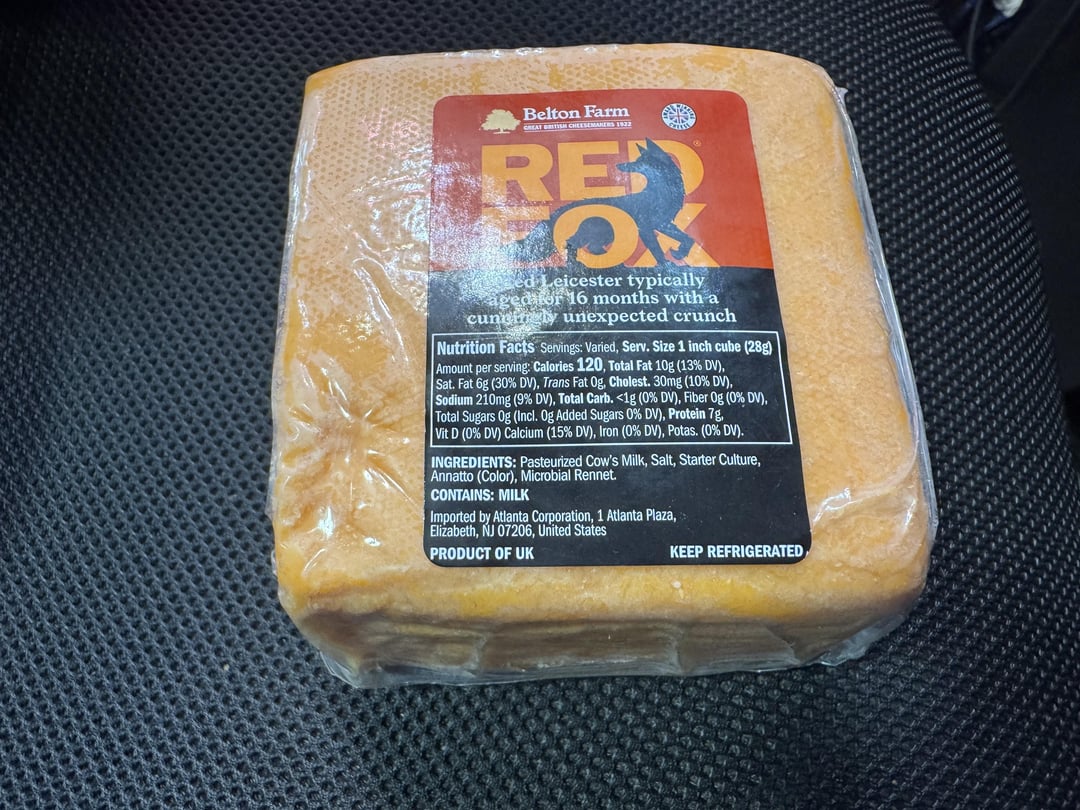 Belton Farm
GREAT BRITISH CHEESEMAKERS 1922
RED®
FOX
Red Leicester typically
aged for 16 months with a
cunningly unexpected crunch
Nutrition Facts Servings: Varied, Serv. Size 1 inch cube (28g)
Amount per serving: Calories 120, Total Fat 10g (13% DV),
Sat. Fat 6g (30% DV), Trans Fat 0g, Cholest. 30mg (10% DV),
Sodium 210mg (9% DV), Total Carb. <1g (0% DV), Fiber 0g (0% DV),
Total Sugars 0g (Incl. 0g Added Sugars 0% DV), Protein 7g,
Vit D (0% DV) Calcium (15% DV), Iron (0% DV), Potas. (0% DV).
INGREDIENTS: Pasteurized Cow's Milk, Salt, Starter Culture,
Annatto (Color), Microbial Rennet.
CONTAINS: MILK
Imported by Atlanta Corporation, 1 Atlanta Plaza,
Elizabeth, NJ 07206, United States
PRODUCT OF UK
KEEP REFRIGERATED